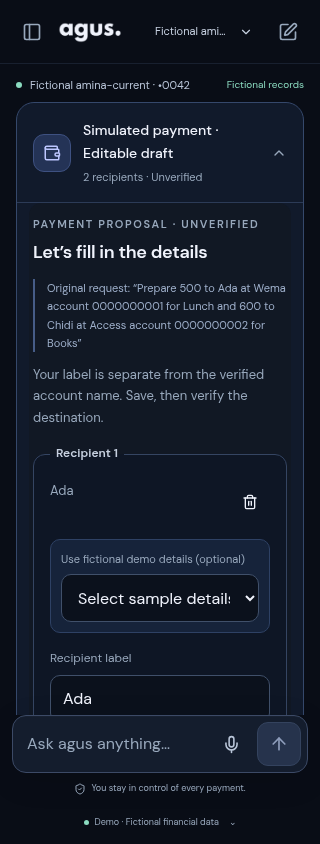 agus.
Fictional ami...
Fictional amina-current · •0042
Fictional records
Simulated payment ·
Editable draft
2 recipients · Unverified
PAYMENT PROPOSAL · UNVERIFIED
Let’s fill in the details
Original request: “Prepare 500 to Ada at Wema
account 0000000001 for Lunch and 600 to
Chidi at Access account 0000000002 for
Books”
Your label is separate from the verified
account name. Save, then verify the
destination.
Recipient 1
Ada
Use fictional demo details (optional)
Select sample details
Recipient label
Ada
Ask agus anything...
You stay in control of every payment.
Demo · Fictional financial data